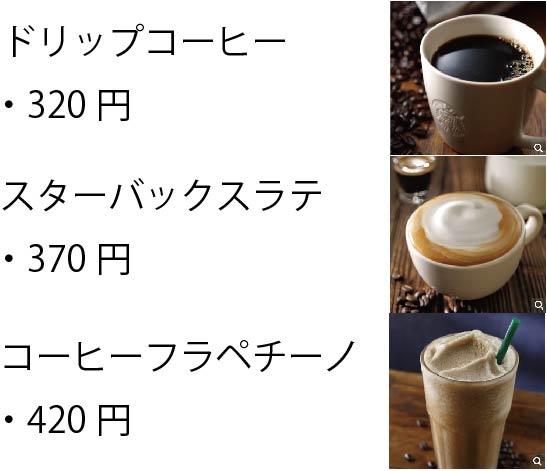 ドリップコーヒー
・320 円
スターバックスラテ
・370 円
コーヒーフラペチーノ
・420 円